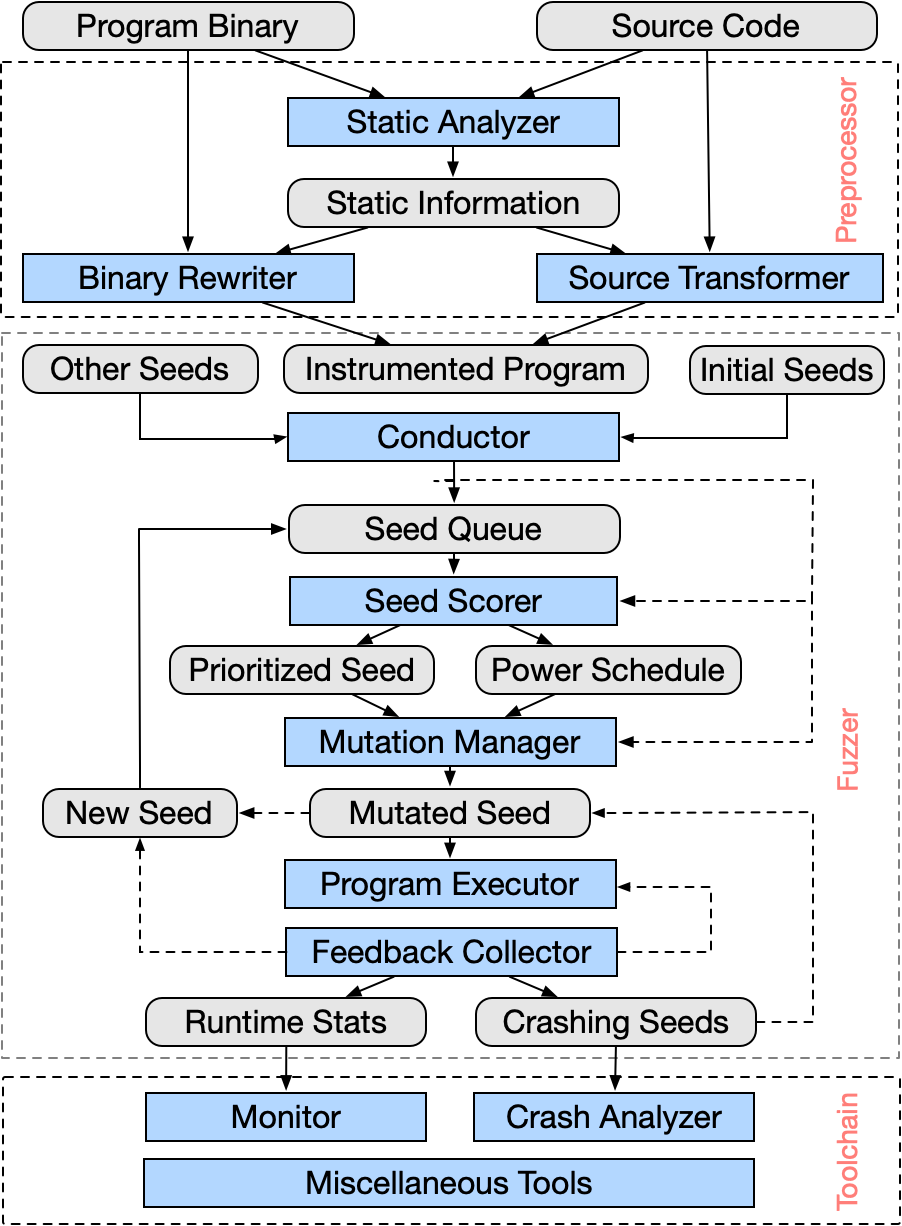 Program Binary
Source Code
Preprocessor
Static Analyzer
Static Information
Binary Rewriter
Source Transformer
Other Seeds
Instrumented Program
Initial Seeds
Conductor
Seed Queue
Seed Scorer
Prioritized Seed
Power Schedule
Mutation Manager
Fuzzer
New Seed
Mutated Seed
Program Executor
Feedback Collector
Runtime Stats
Crashing Seeds
Monitor
Crash Analyzer
Toolchain
Miscellaneous Tools